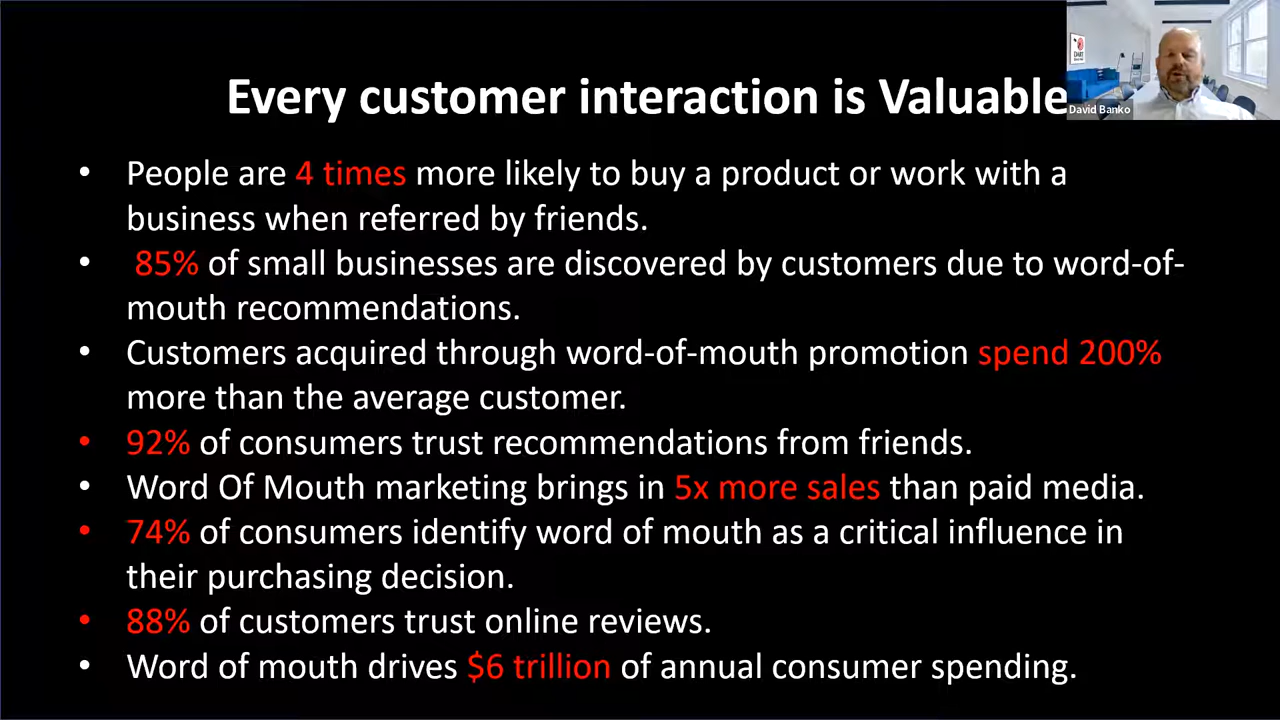 Every customer interaction is Valuable
David Banko
• People are 4 times more likely to buy a product or work with a
business when referred by friends.
• 85% of small businesses are discovered by customers due to word-of-
mouth recommendations.
• Customers acquired through word-of-mouth promotion spend 200%
more than the average customer.
• 92% of consumers trust recommendations from friends.
• Word Of Mouth marketing brings in 5x more sales than paid media.
• 74% of consumers identify word of mouth as a critical influence in
their purchasing decision.
• 88% of customers trust online reviews.
• Word of mouth drives $6 trillion of annual consumer spending.